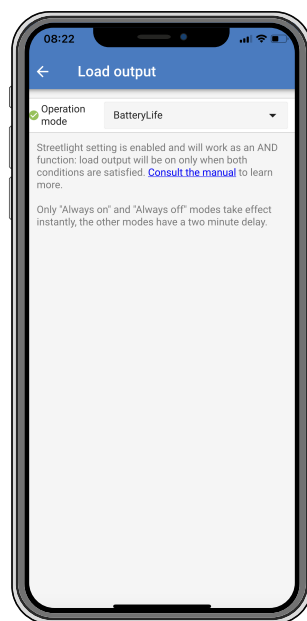 08:22
Load output
Operation
mode
BatteryLife
Streetlight setting is enabled and will work as an AND
function: load output will be on only when both
conditions are satisfied. Consult the manual to learn
more.
Only "Always on" and "Always off" modes take effect
instantly, the other modes have a two minute delay.